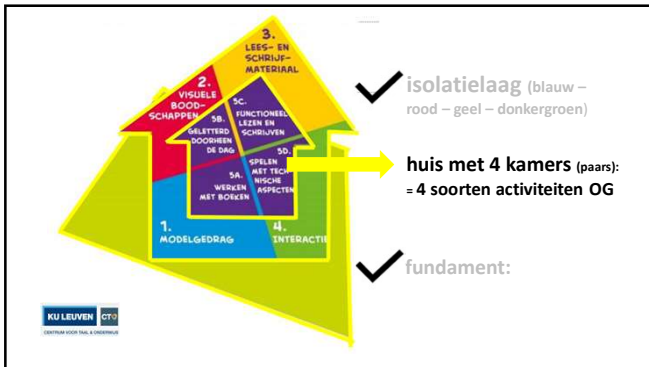 3.
LEES- EN
SCHRIJF-
MATERIAAL
2.
VISUELE
BOOD-
SCHAPPEN
5C.
FUNCTIONEEL
LEZEN EN
SCHRIJVEN
5B.
GELETTERD
DOORHEEN
DE DAG
5D.
SPELEN
MET TECH-
NISCHE
ASPECTEN
5A.
WERKEN
MET BOEKEN
1.
MODELGEDRAG
4.
INTERACTIE
isolatielaag (blauw –
rood – geel – donkergroen)
huis met 4 kamers (paars):
= 4 soorten activiteiten OG
fundament:
KU LEUVEN CTO
CENTRUM VOOR TAAL & ONDERWIJS